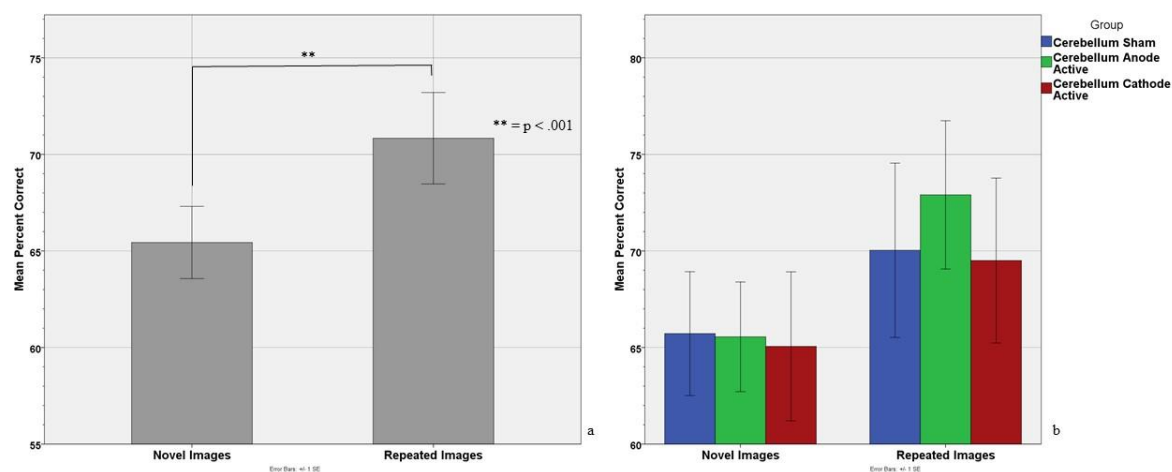 75
70
65
60
55
Mean Percent Correct
**
** = p < .001
Novel Images
Repeated Images
Error Bars: +/- 1 SE
a
80
75
70
65
60
Mean Percent Correct
Novel Images
Repeated Images
Error Bars: +/- 1 SE
b
Group
Cerebellum Sham
Cerebellum Anode
Active
Cerebellum Cathode
Active